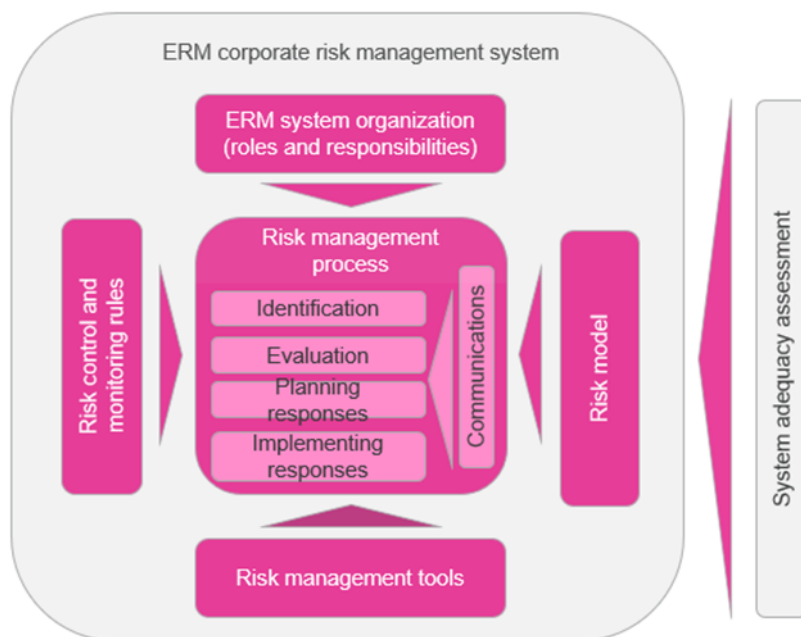 ERM corporate risk management system
ERM system organization
(roles and responsibilities)
Risk control and
monitoring rules
Risk management
process
Identification
Evaluation
Planning
responses
Implementing
responses
Communications
Risk model
Risk management tools
System adequacy assessment